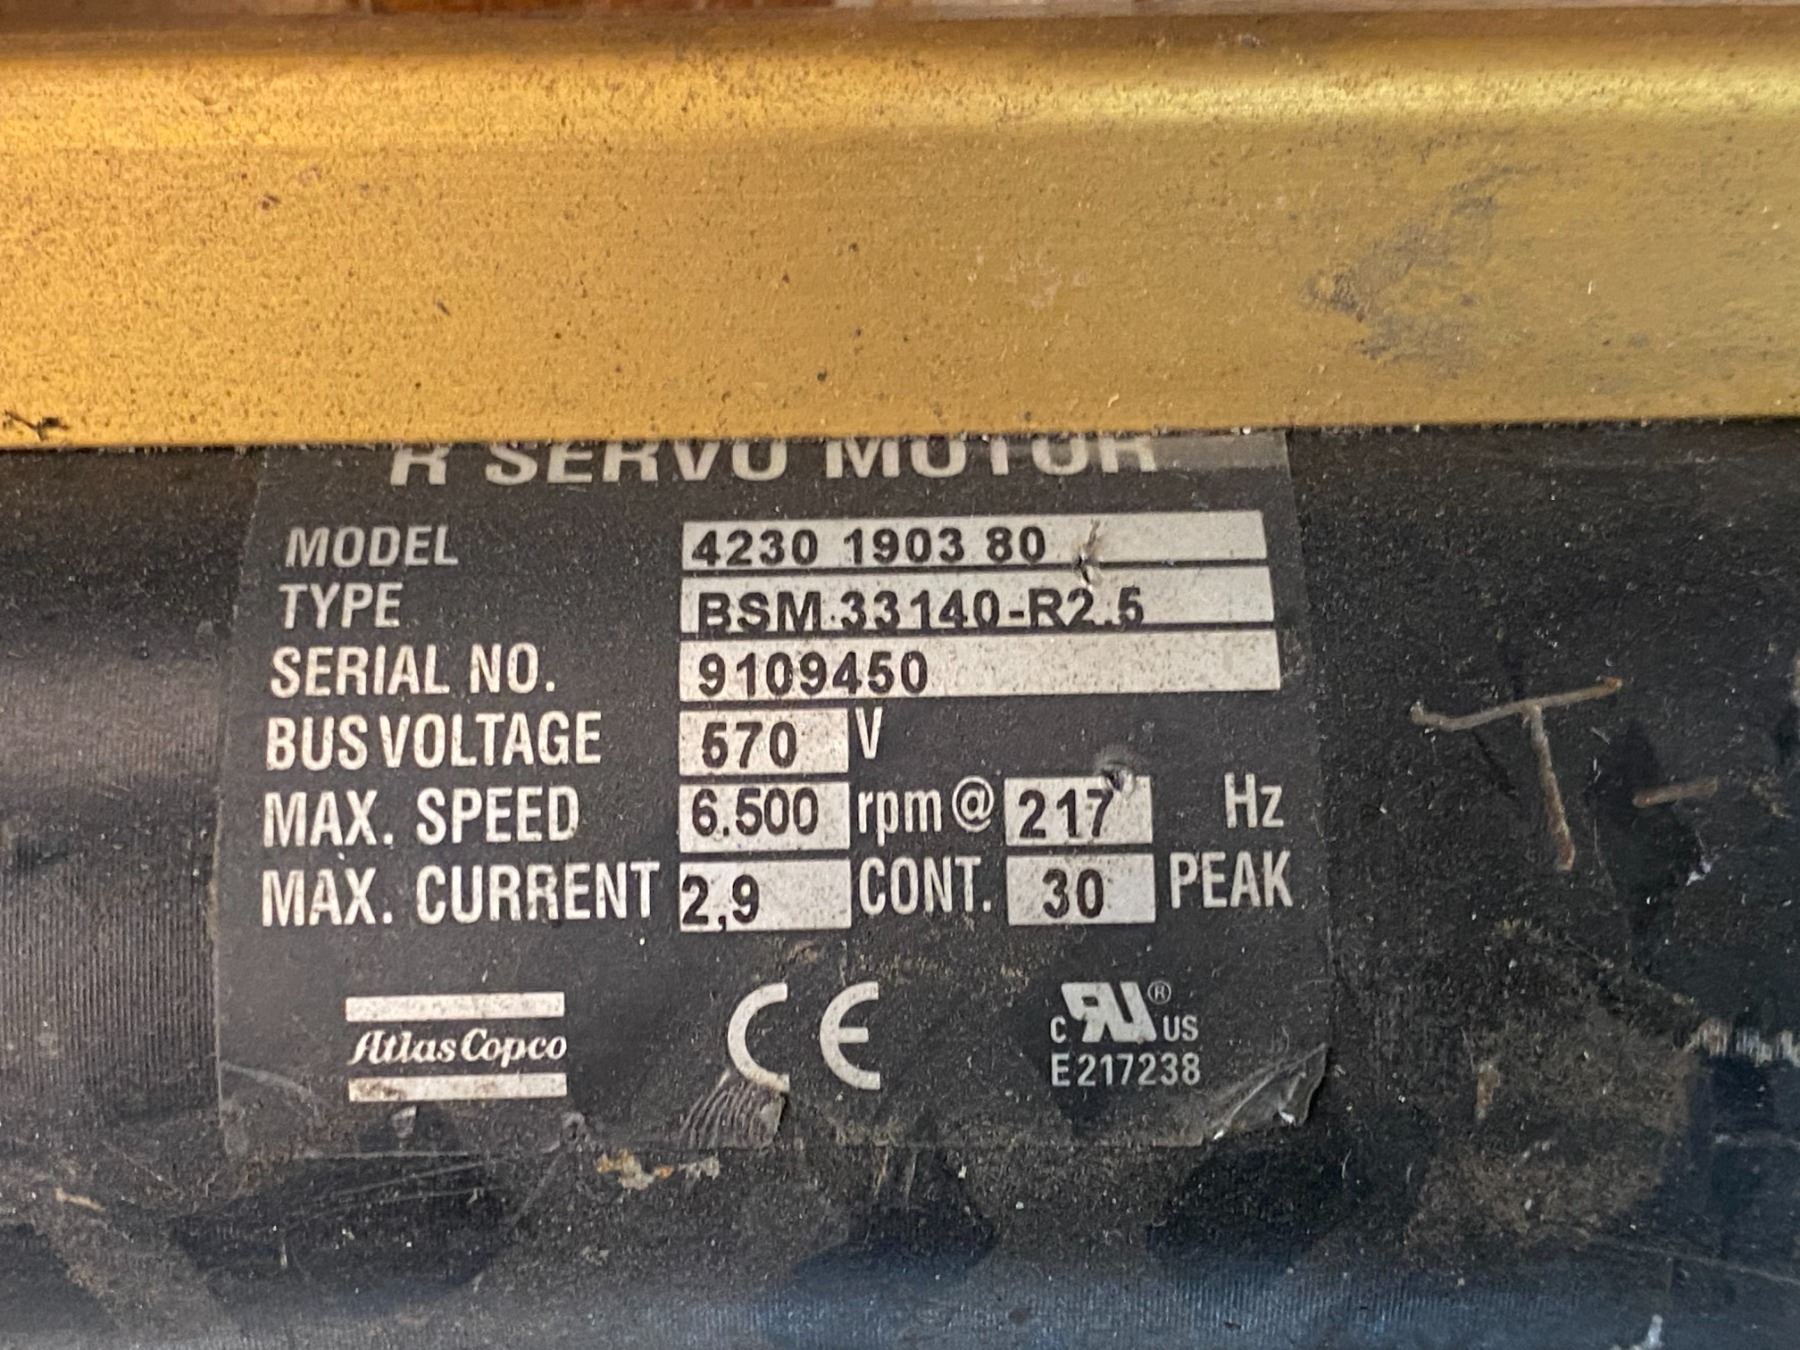 R SERVO MOTOR
MODEL 4230 1903 80
TYPE BSM 33140-R2.5
SERIAL NO. 9109450
BUS VOLTAGE 570 V
MAX. SPEED 6.500 rpm @ 217 Hz
MAX. CURRENT 2,9 CONT. 30 PEAK
Atlas Copco CE C RU® US
E217238
T-